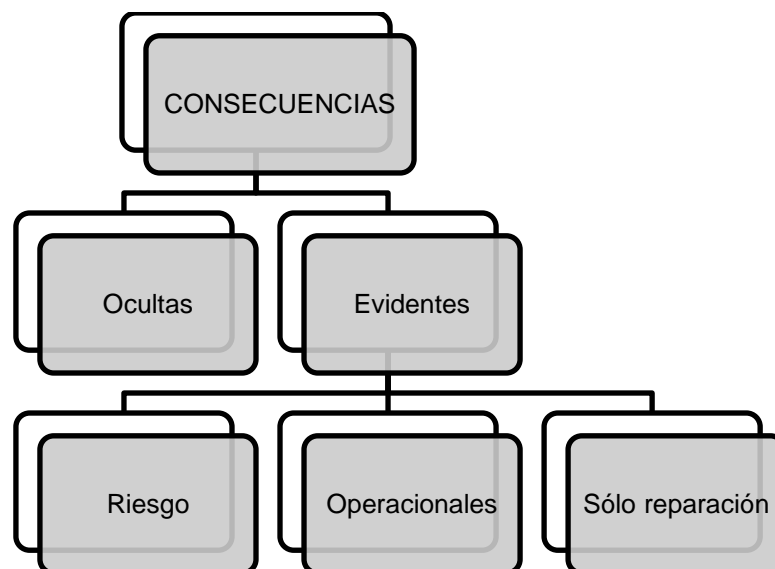 CONSECUENCIAS
Ocultas
Evidentes
Riesgo
Operacionales
Sólo reparación